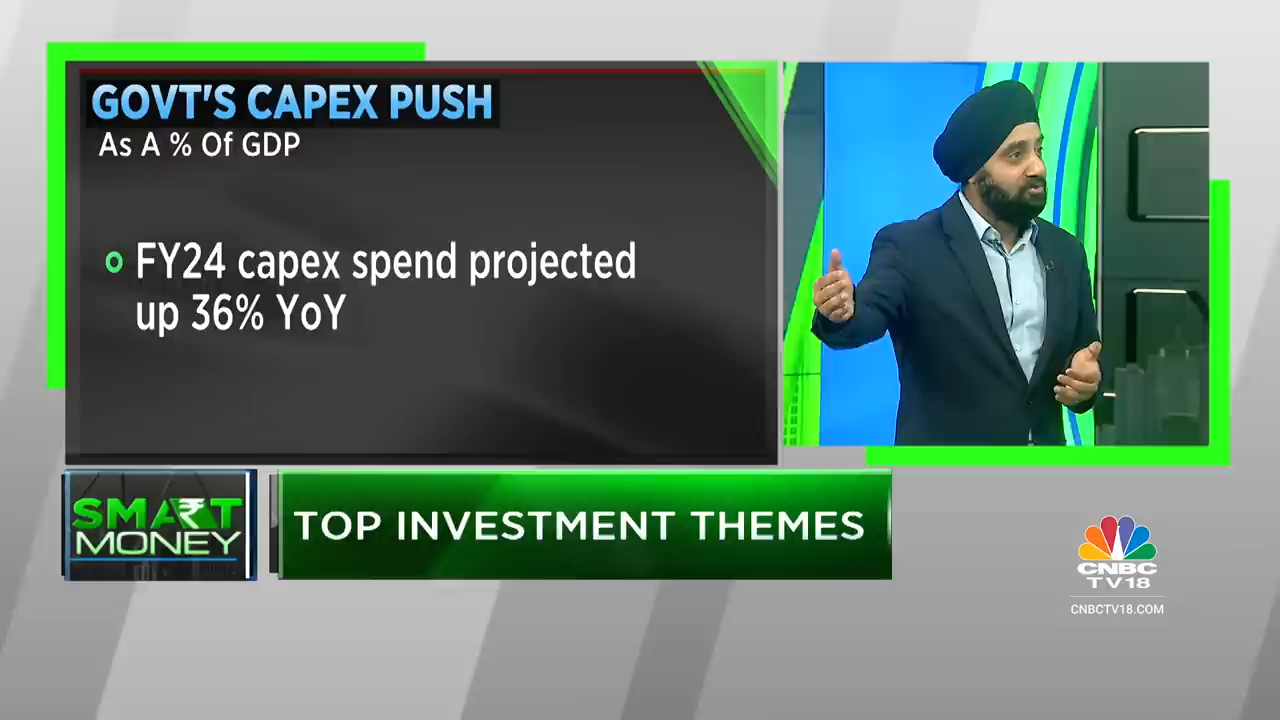 GOVT'S CAPEX PUSH
As A % Of GDP
FY24 capex spend projected
up 36% YoY
SMART
MONEY
TOP INVESTMENT THEMES
CNBC
TV18
CNBCTV18.COM